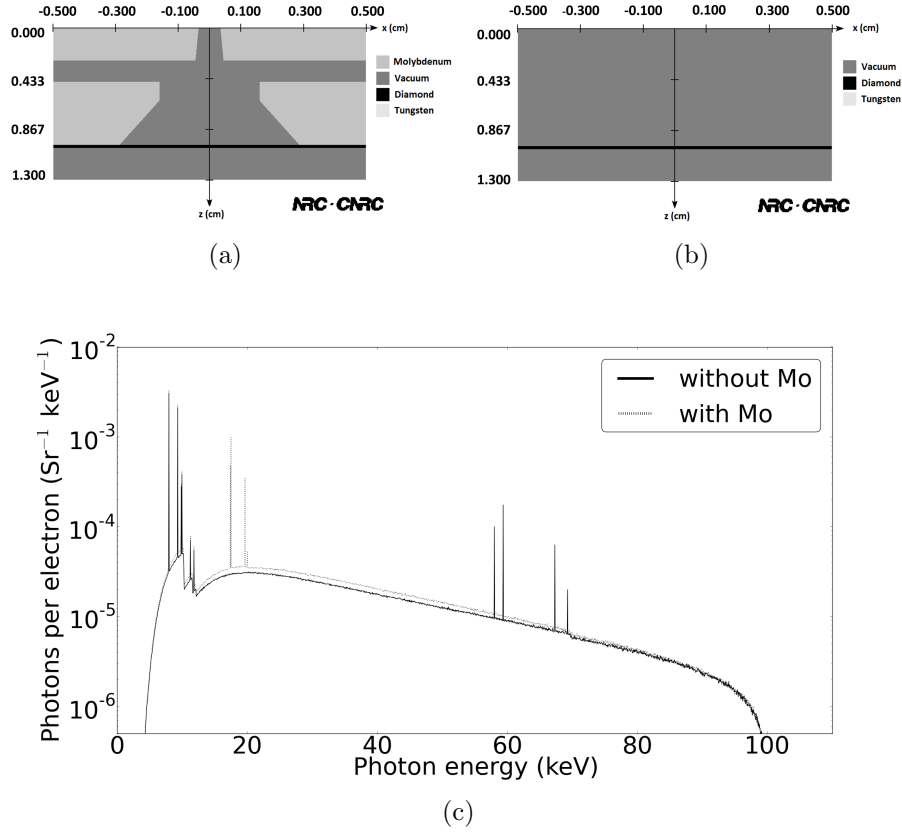 -0.500 -0.300 -0.100 0.100 0.300 0.500
x (cm)
0.000
0.433
0.867
1.300
z (cm)
Molybdenum
Vacuum
Diamond
Tungsten
NRC·CNRC
(a)
-0.500 -0.300 -0.100 0.100 0.300 0.500
x (cm)
0.000
0.433
0.867
1.300
z (cm)
Vacuum
Diamond
Tungsten
NRC·CNRC
(b)
Photons per electron (Sr⁻¹ keV⁻¹)
10⁻²
10⁻³
10⁻⁴
10⁻⁵
10⁻⁶
without Mo
with Mo
0 20 40 60 80 100
Photon energy (keV)
(c)